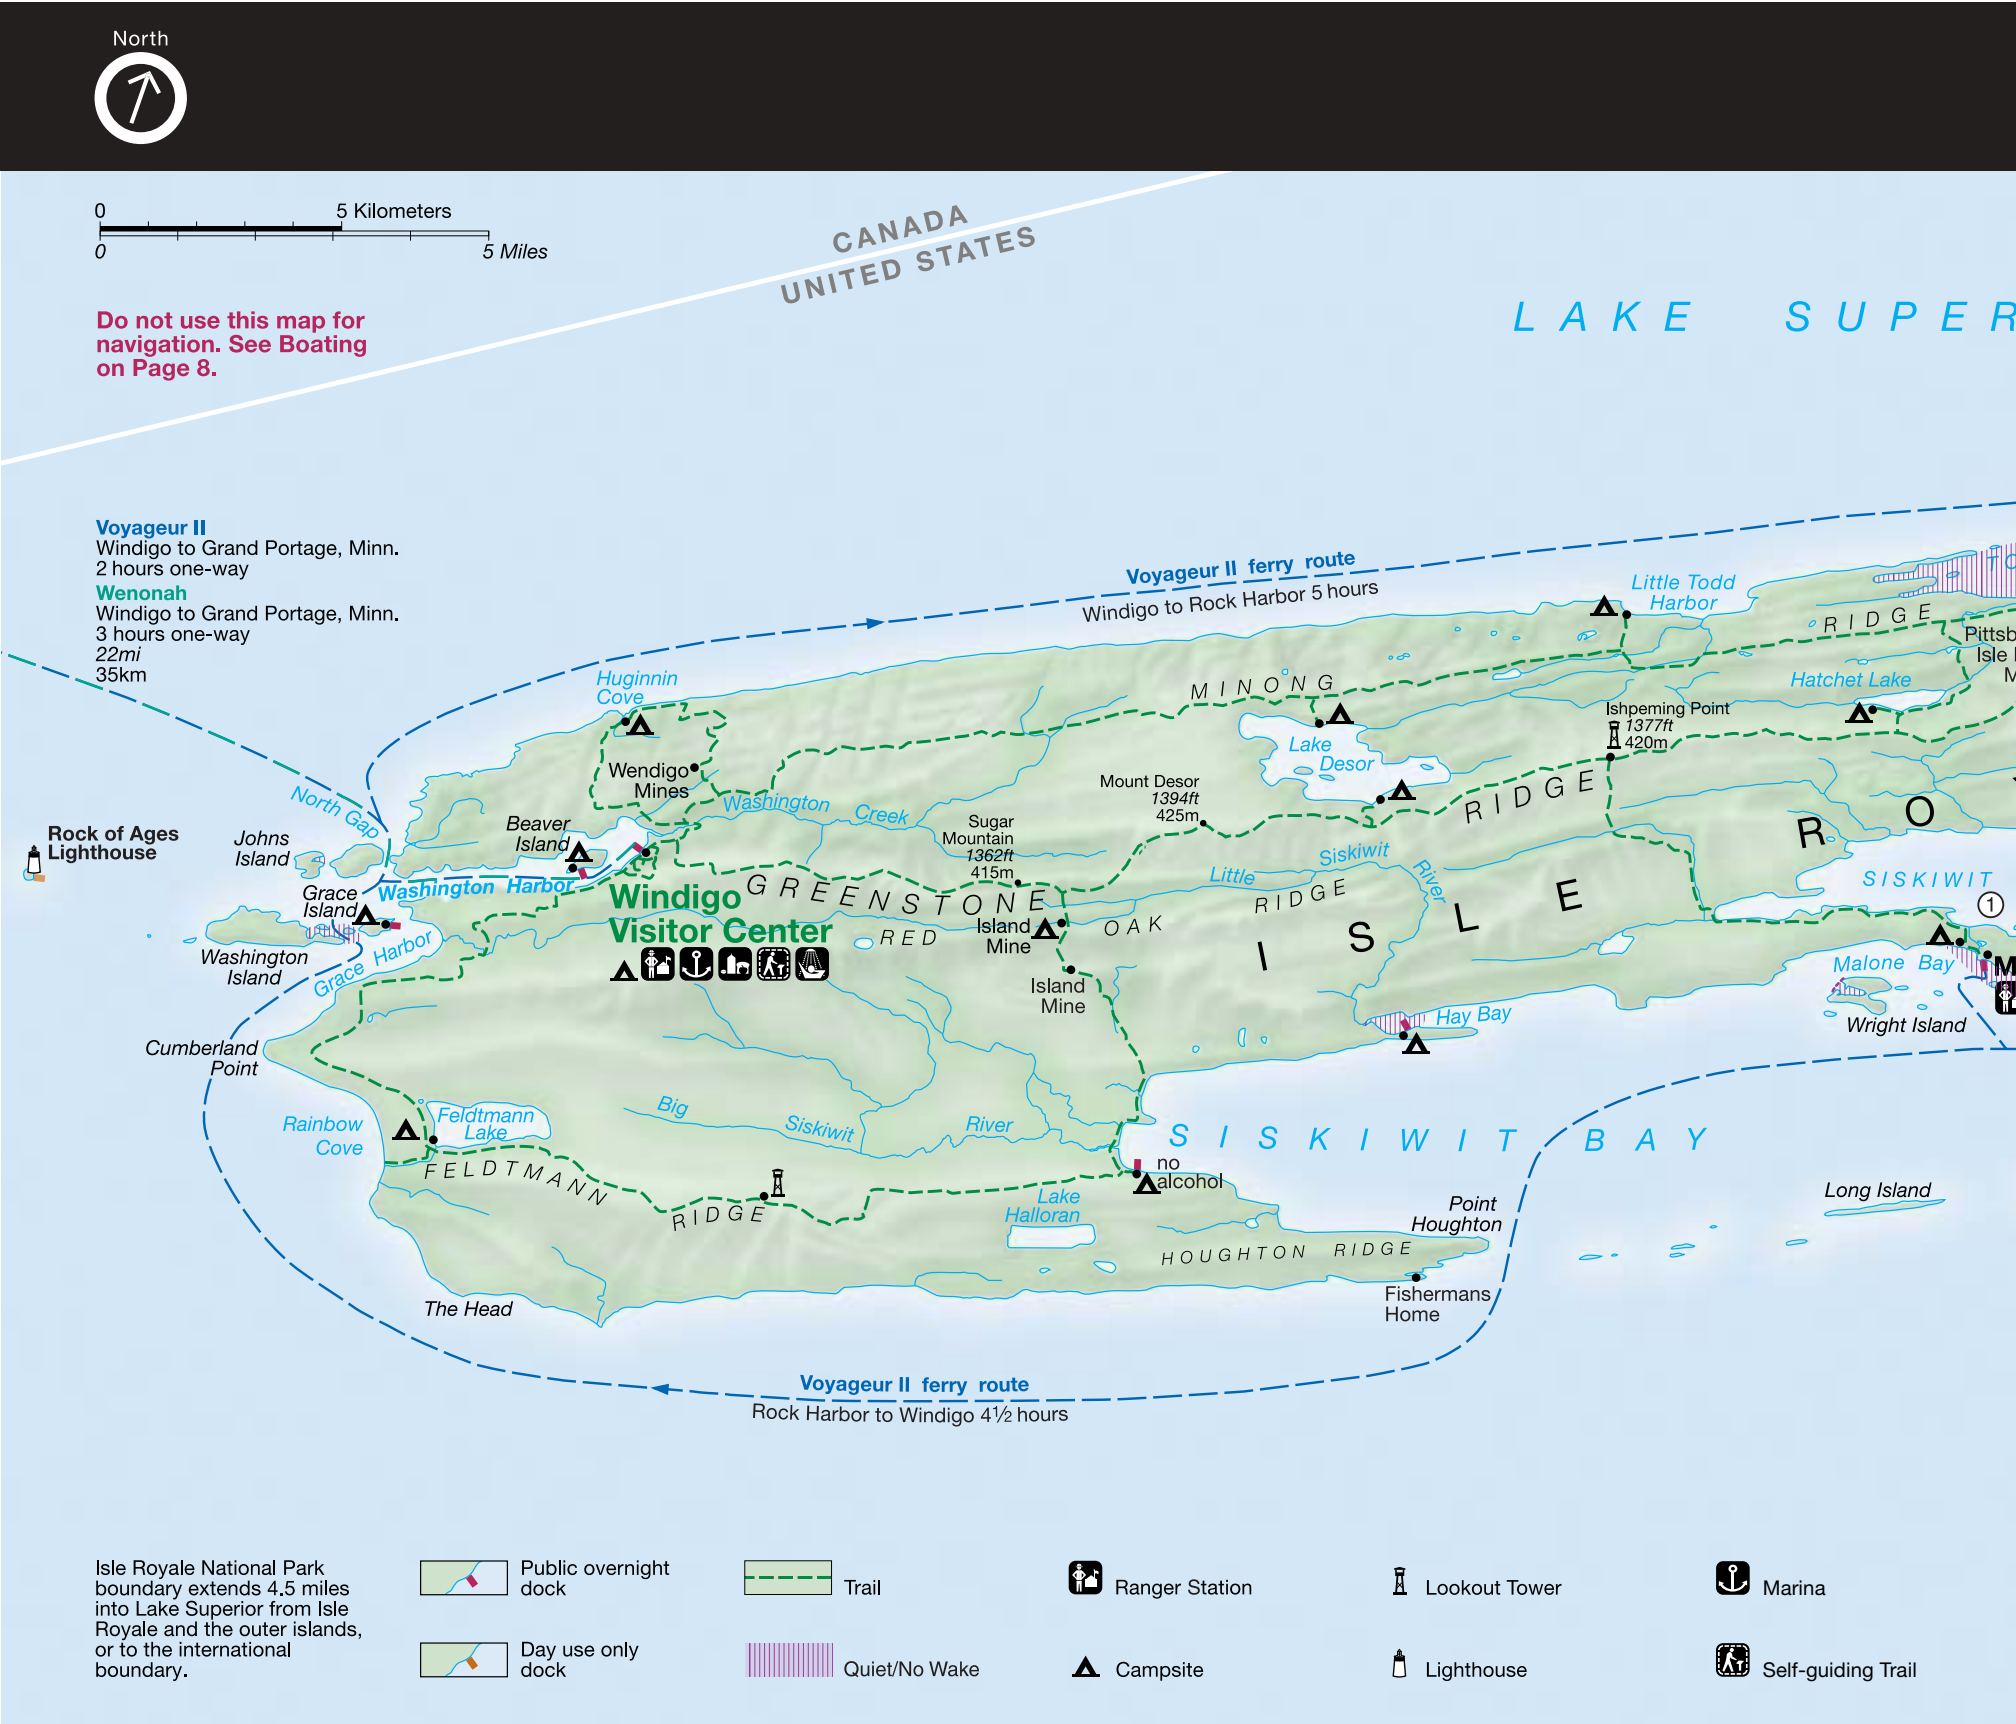 North
0
5 Kilometers
0
5 Miles
Do not use this map for
navigation. See Boating
on Page 8.
CANADA
UNITED STATES
LAKE SUPER
Voyageur II
Windigo to Grand Portage, Minn.
2 hours one-way
Wenonah
Windigo to Grand Portage, Minn.
3 hours one-way
22mi
35km
Voyageur II ferry route
Windigo to Rock Harbor 5 hours
Little Todd
Harbor
RIDGE
Pittsb
Isle
M
Hatchet Lake
Huginnin
Cove
MINONG
Ishpeming Point
1377ft
420m
Lake
Desor
Wendigo
Mines
Mount Desor
1394ft
425m
RIDGE
Washington
Creek
North Gap
Rock of Ages
Lighthouse
Johns
Island
Beaver
Island
Sugar
Mountain
1362ft
415m
Little
Siskiwit
River
R O
SISKIWIT
1
Grace
Island
Washington Harbor
Windigo
Visitor Center
GREENSTONE
RED
Island
Mine
OAK
RIDGE
ISLE
Washington
Island
Grace Harbor
Island
Mine
Malone Bay
M
Wright Island
Hay Bay
Cumberland
Point
Rainbow
Cove
Feldtmann
Lake
Big
Siskiwit
River
SISKIWIT BAY
FELDTMANN
RIDGE
no
alcohol
Lake
Halloran
Point
Houghton
Long Island
HOUGHTON RIDGE
Fishermans
Home
The Head
Voyageur II ferry route
Rock Harbor to Windigo 4½ hours
Isle Royale National Park
boundary extends 4.5 miles
into Lake Superior from Isle
Royale and the outer islands,
or to the international
boundary.
Public overnight
dock
Day use only
dock
Trail
Quiet/No Wake
Ranger Station
Campsite
Lookout Tower
Lighthouse
Marina
Self-guiding Trail